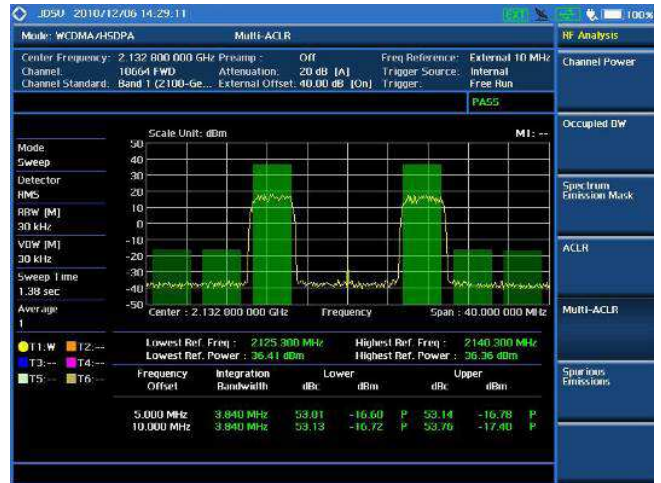 JDSU 2010/12/06 14:29:11 EXT 100%
Mode: WCDMA/HSDPA Multi-ACLR RF Analysis
Center Frequency: 2.132 800 000 GHz Preamp : Off Freq Reference: External 10 MHz
Channel: 10664 FWD Attenuation: 20 dB [A] Trigger Source: Internal
Channel Standard: Band 1 (2100-Ge... External Offset: 40.00 dB [On] Trigger: Free Run
PASS
Channel Power
Occupied BW
Spectrum
Emission Mask
ACLR
Multi-ACLR
Spurious
Emissions
Scale Unit: dBm M1: --
Mode
Sweep
Detector
RMS
RBW [M]
30 kHz
VBW [M]
30 kHz
Sweep Time
1.38 sec
Average
1
T1:W T2:--
T3:-- T4:--
T5:-- T6:--
50
40
30
20
10
0
-10
-20
-30
-40
-50
Center : 2.132 800 000 GHz Frequency Span : 40.000 000 MHz
Lowest Ref. Freq : 2125.300 MHz Highest Ref. Freq : 2140.300 MHz
Lowest Ref. Power : 36.41 dBm Highest Ref. Power : 36.36 dBm
Frequency Integration Lower Upper
Offset Bandwidth dBc dBm dBc dBm
5.000 MHz 3.840 MHz 53.01 -16.60 P 53.14 -16.78 P
10.000 MHz 3.840 MHz 53.13 -16.72 P 53.76 -17.40 P